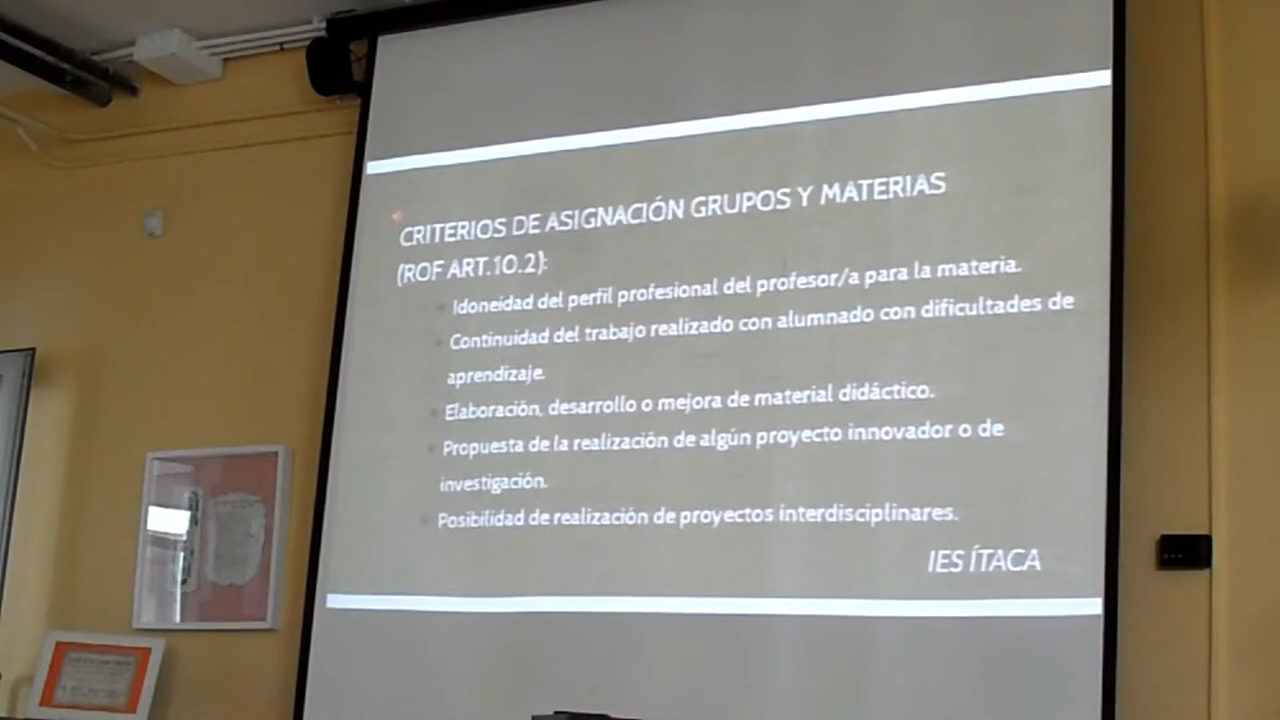 CRITERIOS DE ASIGNACIÓN GRUPOS Y MATERIAS
(ROF ART.10.2):
Idoneidad del perfil profesional del profesor/a para la materia.
Continuidad del trabajo realizado con alumnado con dificultades de
aprendizaje.
Elaboración, desarrollo o mejora de material didáctico.
Propuesta de la realización de algún proyecto innovador o de
investigación.
Posibilidad de realización de proyectos interdisciplinares.
IES ÍTACA